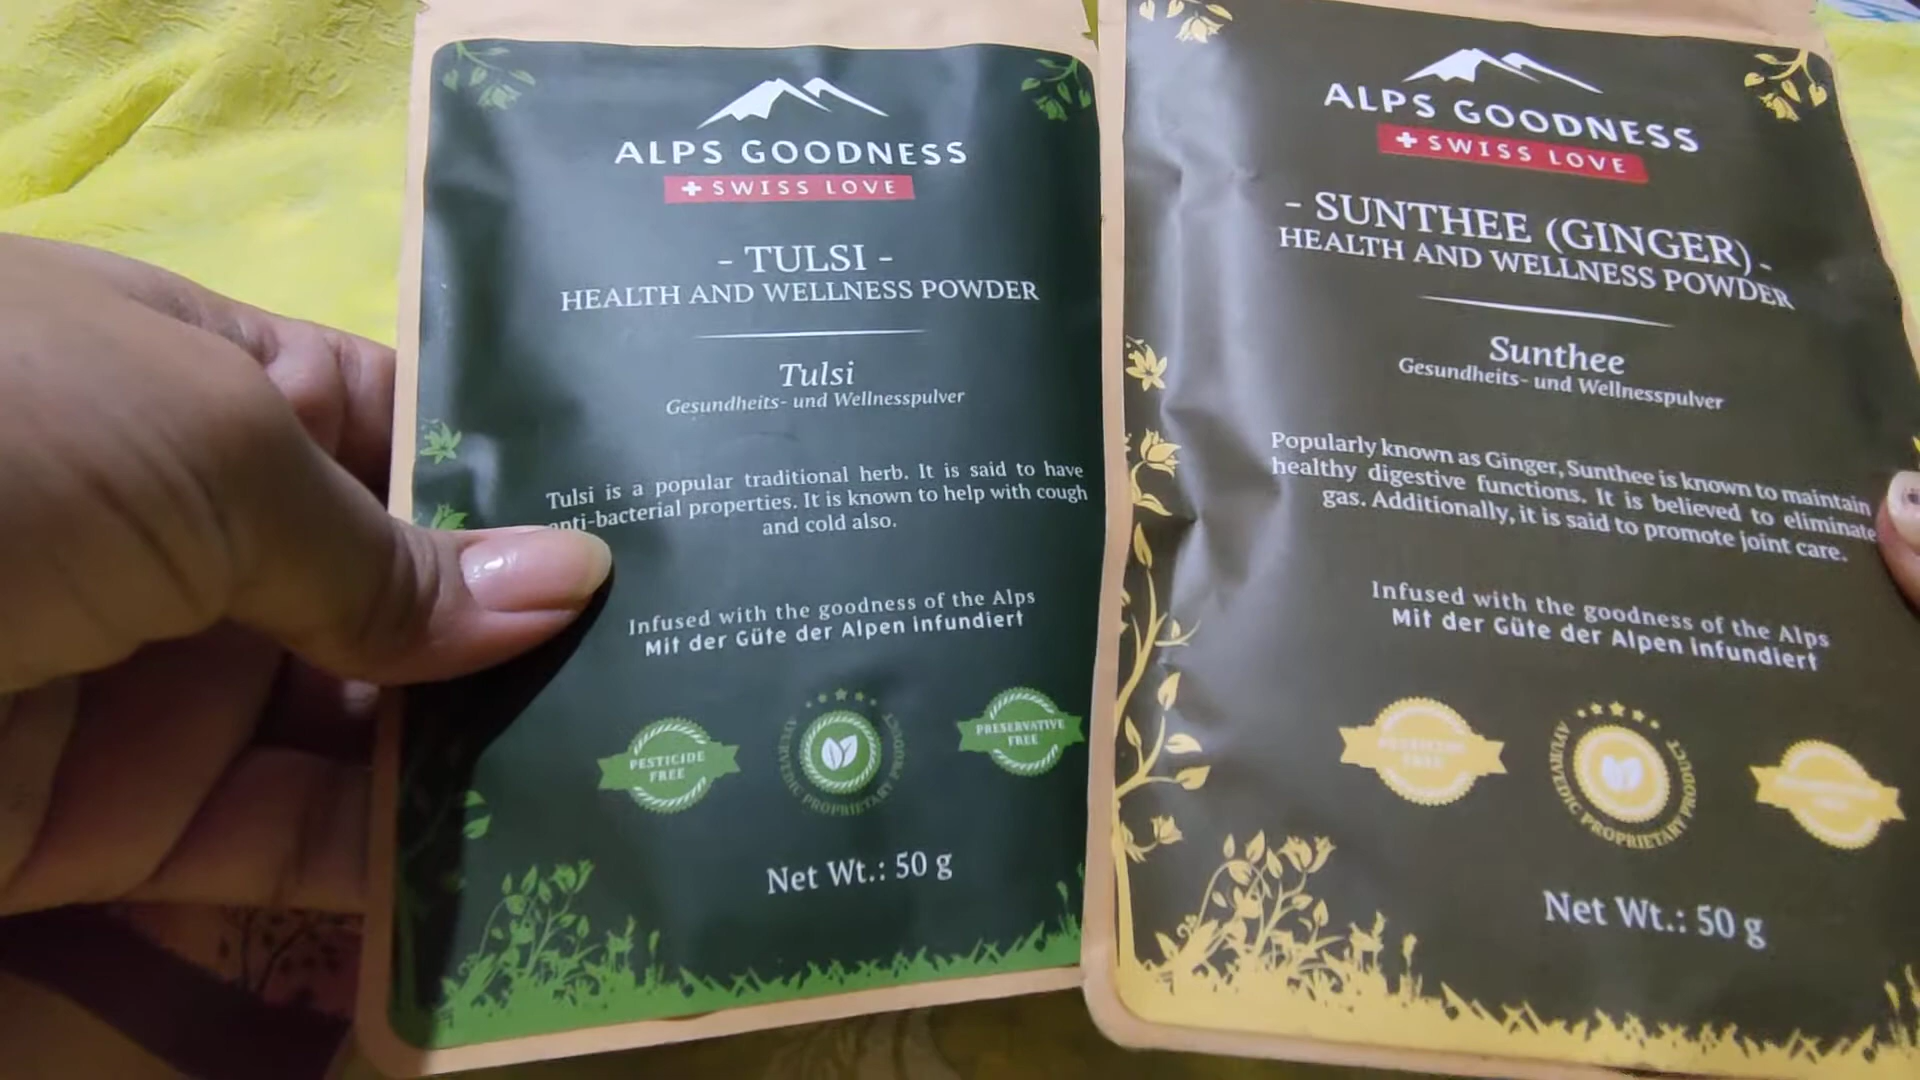 ALPS GOODNESS
+ SWISS LOVE
- TULSI -
HEALTH AND WELLNESS POWDER
Tulsi
Gesundheits- und Wellnesspulver
Tulsi is a popular traditional herb. It is said to have
anti-bacterial properties. It is known to help with cough
and cold also.
Infused with the goodness of the Alps
Mit der Güte der Alpen infundiert
PESTICIDE
FREE
AYURVEDIC PROPRIETARY PRODUCT
PRESERVATIVE
FREE
Net Wt.: 50 g
ALPS GOODNESS
+ SWISS LOVE
- SUNTHEE (GINGER) -
HEALTH AND WELLNESS POWDER
Sunthee
Gesundheits- und Wellnesspulver
Popularly known as Ginger, Sunthee is known to maintain
healthy digestive functions. It is believed to eliminate
gas. Additionally, it is said to promote joint care.
Infused with the goodness of the Alps
Mit der Güte der Alpen infundiert
PESTICIDE
FREE
AYURVEDIC PROPRIETARY PRODUCT
Net Wt.: 50 g